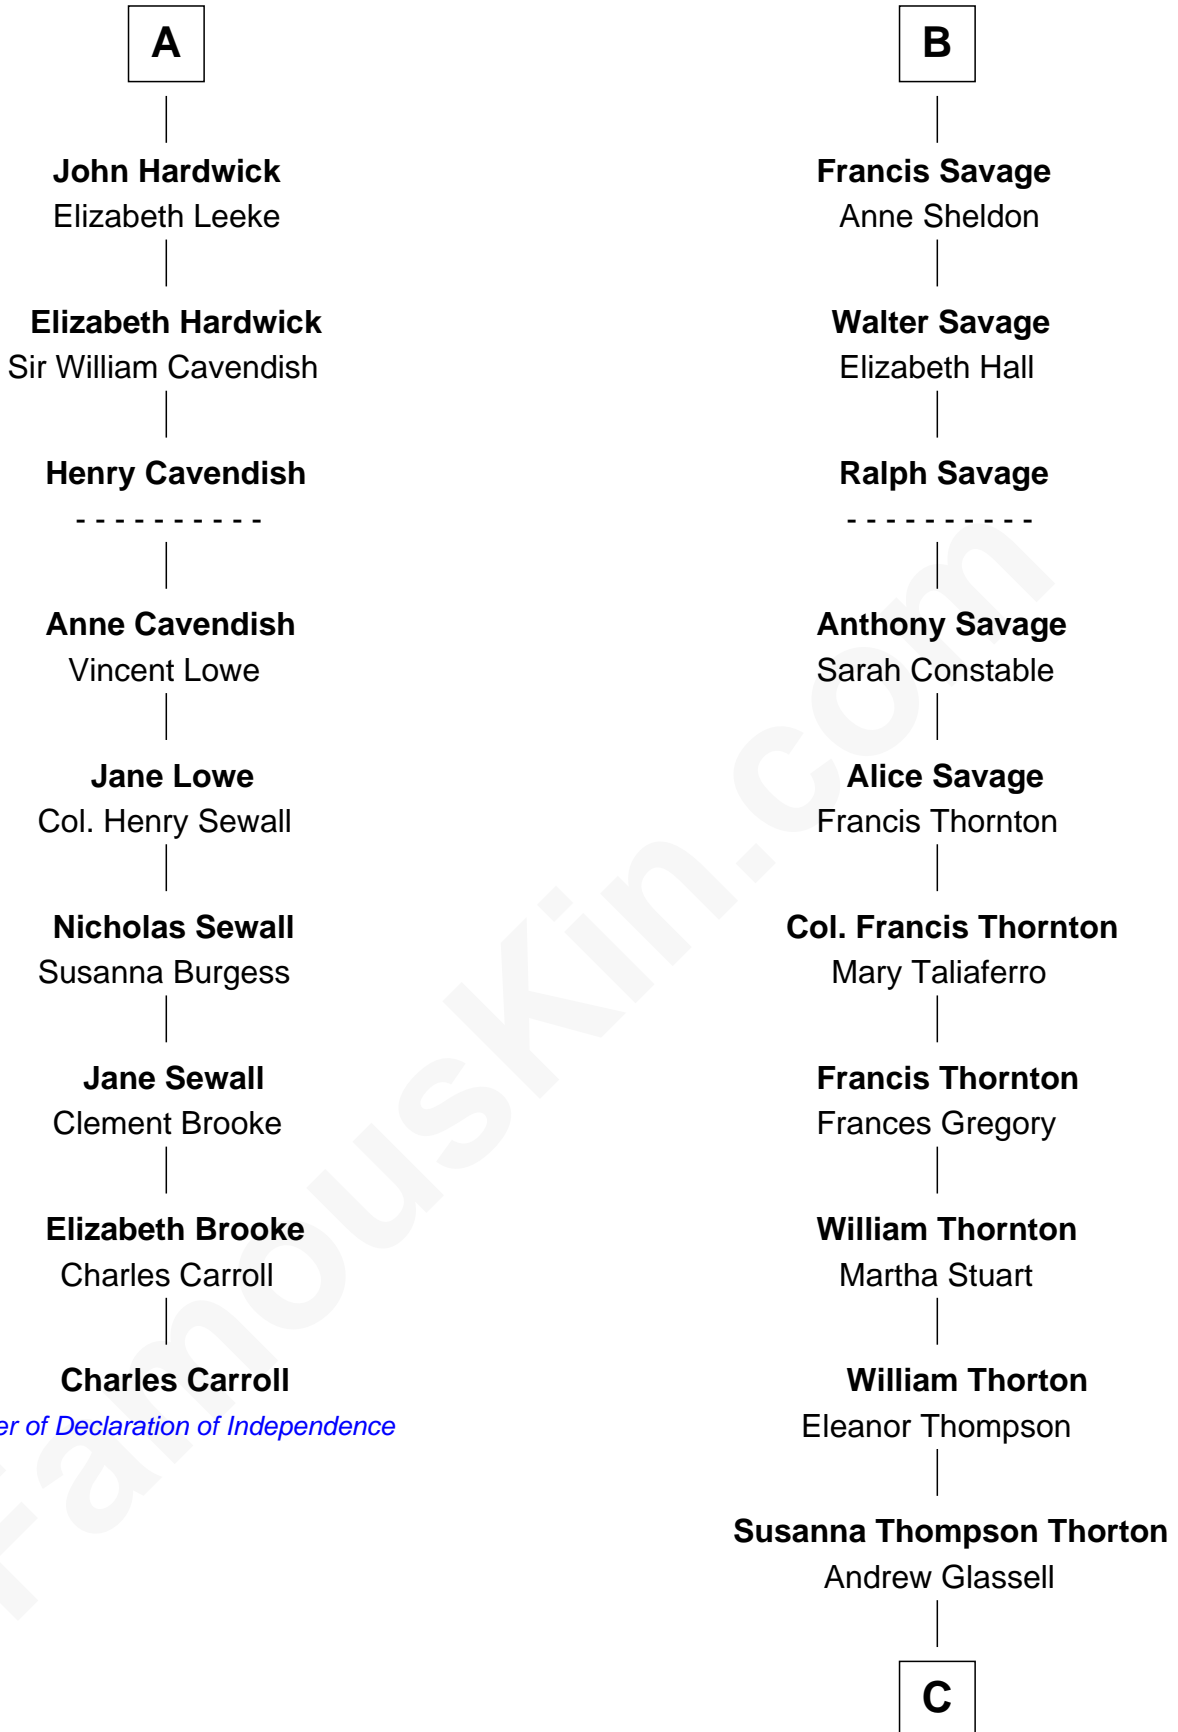 A
John Hardwick
Elizabeth Leeke
Elizabeth Hardwick
Sir William Cavendish
Henry Cavendish
- - - - - - - - - -
Anne Cavendish
Vincent Lowe
Jane Lowe
Col. Henry Sewall
Nicholas Sewall
Susanna Burgess
Jane Sewall
Clement Brooke
Elizabeth Brooke
Charles Carroll
Charles Carroll
er of Declaration of Independence
B
Francis Savage
Anne Sheldon
Walter Savage
Elizabeth Hall
Ralph Savage
- - - - - - - - - -
Anthony Savage
Sarah Constable
Alice Savage
Francis Thornton
Col. Francis Thornton
Mary Taliaferro
Francis Thornton
Frances Gregory
William Thornton
Martha Stuart
William Thorton
Eleanor Thompson
Susanna Thompson Thorton
Andrew Glassell
C
FamousKin.com